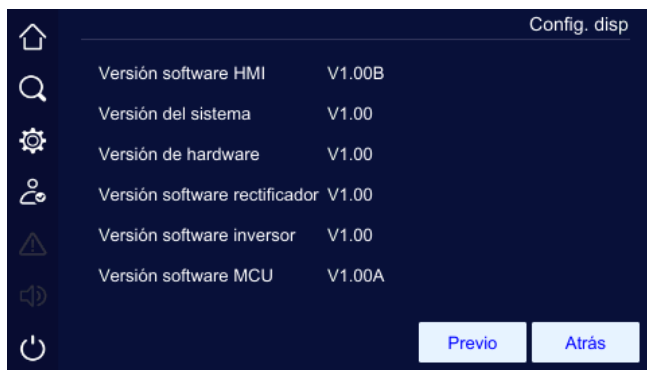 Config. disp
Versión software HMI V1.00B
Versión del sistema V1.00
Versión de hardware V1.00
Versión software rectificador V1.00
Versión software inversor V1.00
Versión software MCU V1.00A
Previo Atrás